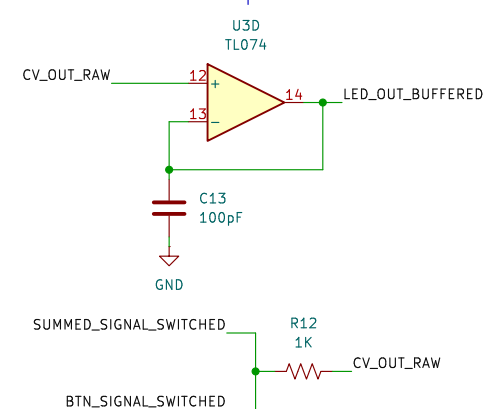 U3D
TL074
CV_OUT_RAW
12
+
14
LED_OUT_BUFFERED
13
−
C13
100pF
GND
SUMMED_SIGNAL_SWITCHED
R12
1K
CV_OUT_RAW
BTN_SIGNAL_SWITCHED